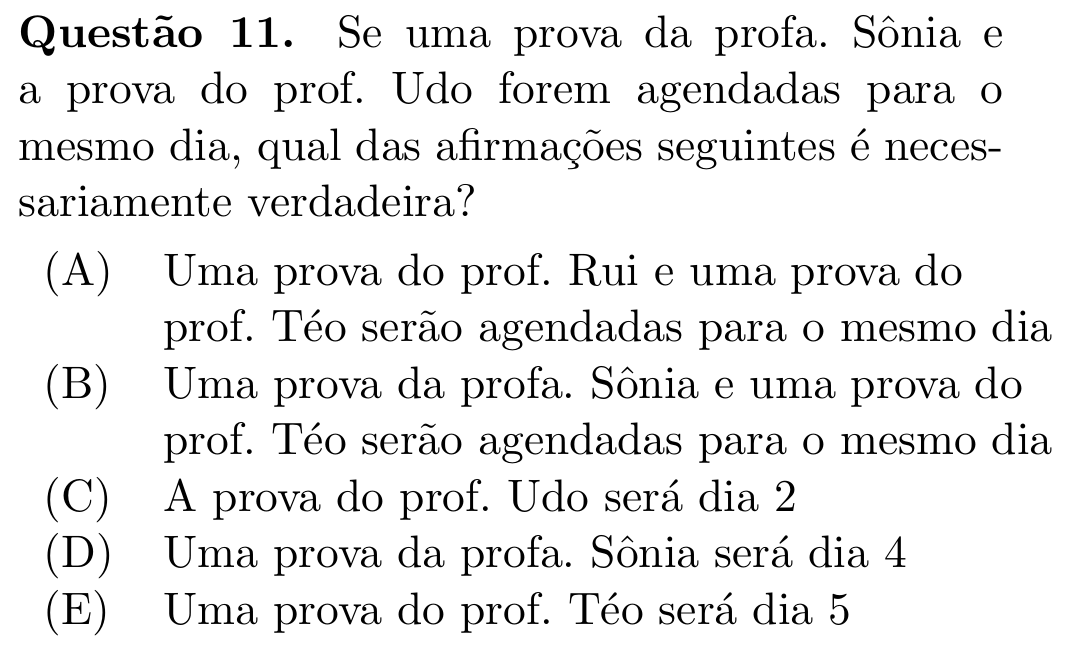 Questão 11. Se uma prova da profa. Sônia e
a prova do prof. Udo forem agendadas para o
mesmo dia, qual das afirmações seguintes é neces-
sariamente verdadeira?
(A) Uma prova do prof. Rui e uma prova do
prof. Téo serão agendadas para o mesmo dia
(B) Uma prova da profa. Sônia e uma prova do
prof. Téo serão agendadas para o mesmo dia
(C) A prova do prof. Udo será dia 2
(D) Uma prova da profa. Sônia será dia 4
(E) Uma prova do prof. Téo será dia 5